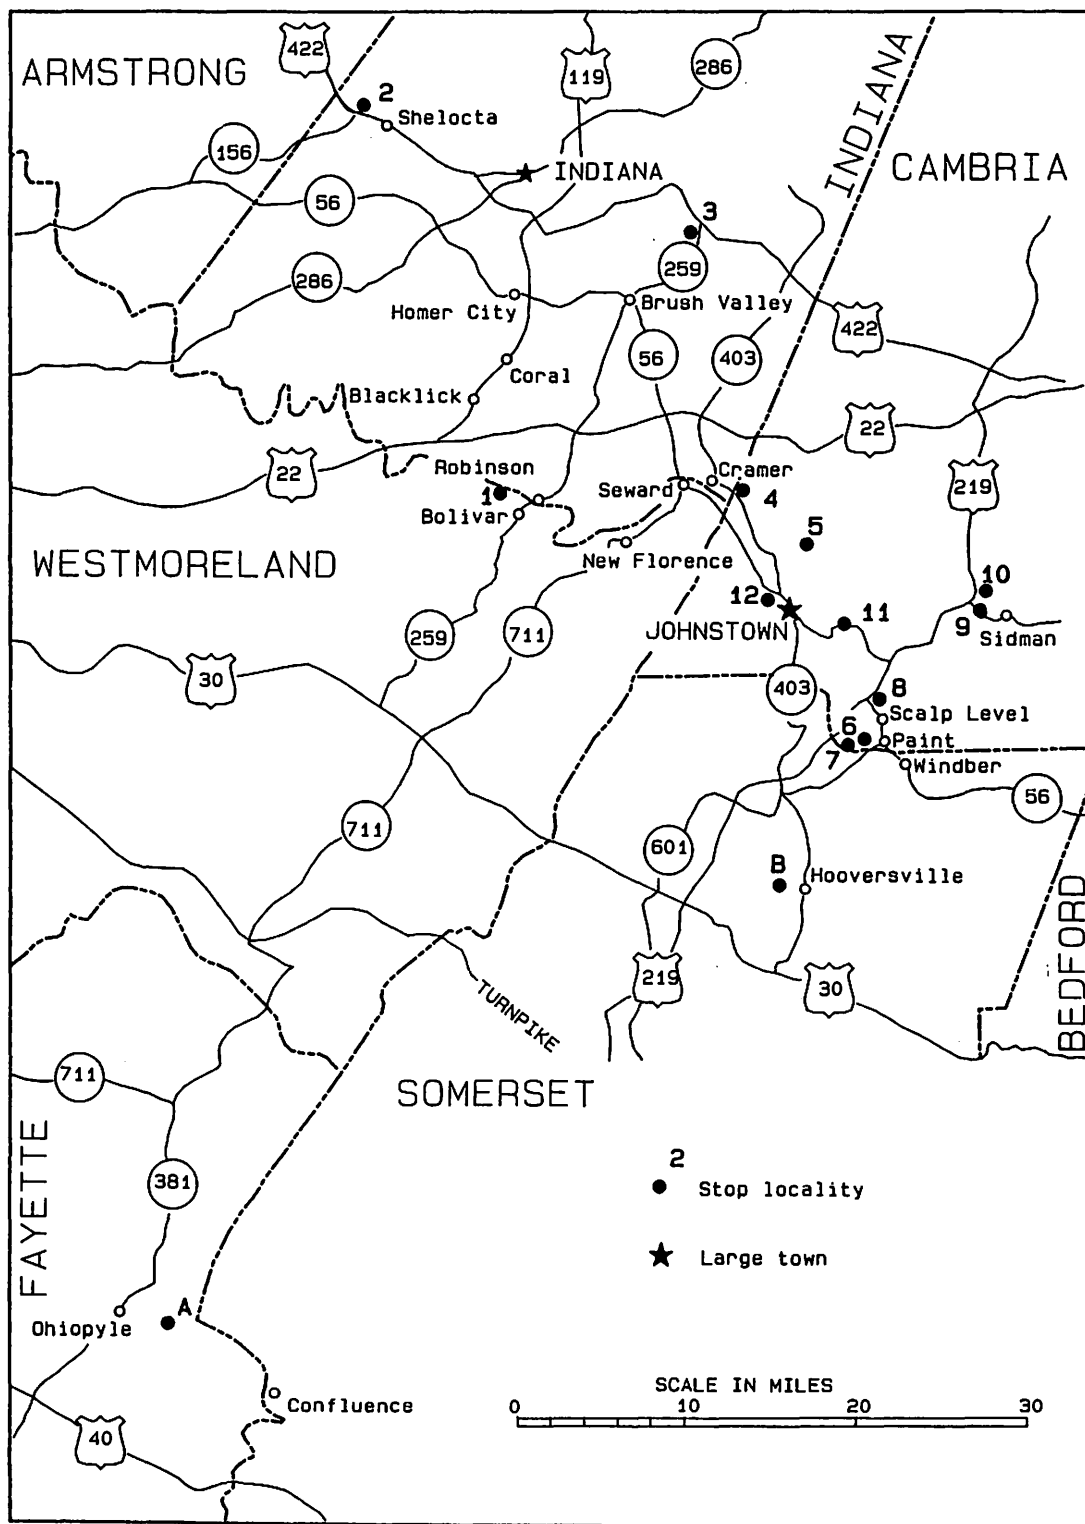 422
119
286
ARMSTRONG
INDIANA
2
Shelocta
156
INDIANA
CAMBRIA
56
3
259
286
Homer City
Brush Valley
422
56
403
Coral
Blacklick
22
22
Robinson
Cramer
219
1
Seward
4
Bolivar
5
WESTMORELAND
New Florence
10
12
11
259
711
JOHNSTOWN
9
Sidman
30
403
8
Scalp Level
6
Paint
7
Windber
56
711
601
B
Hooversville
BEDFORD
219
30
TURNPIKE
711
SOMERSET
FAYETTE
2
381
Stop locality
Large town
A
Ohiopyle
SCALE IN MILES
Confluence
0
10
20
30
40